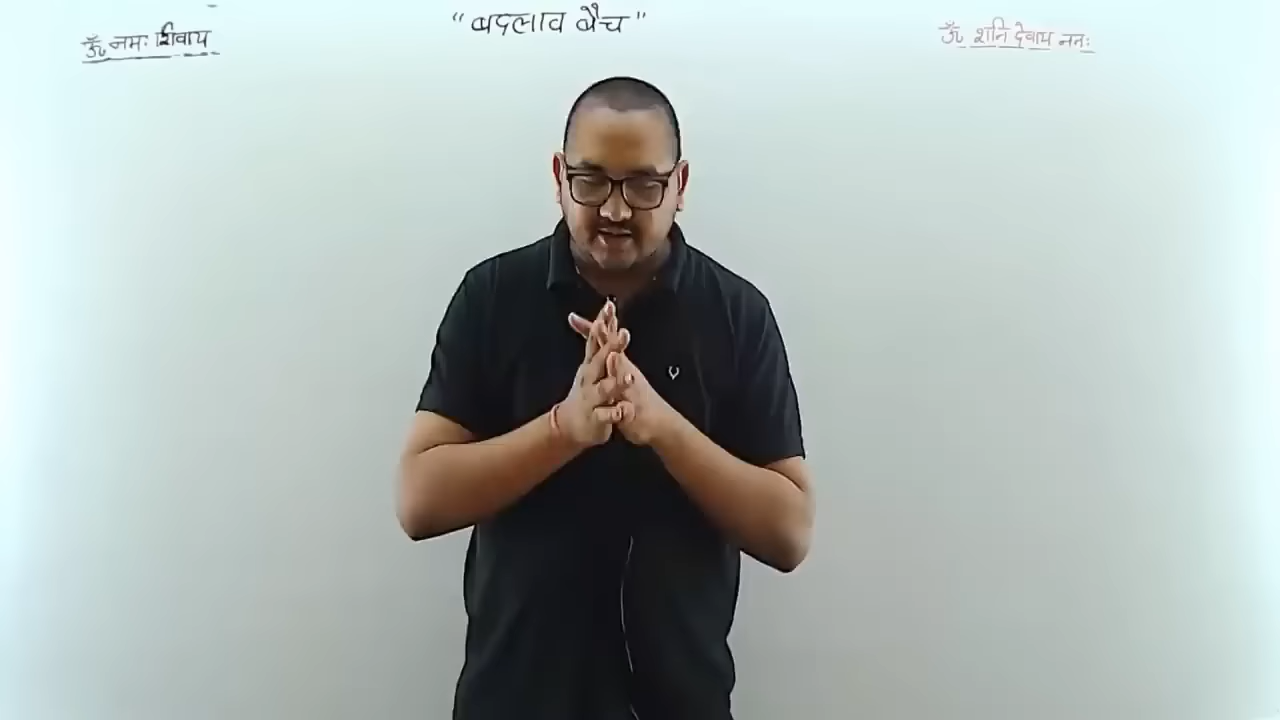 ॐ नमः शिवाय
"बदलाव बैच"
ॐ शनि देवाय नमः